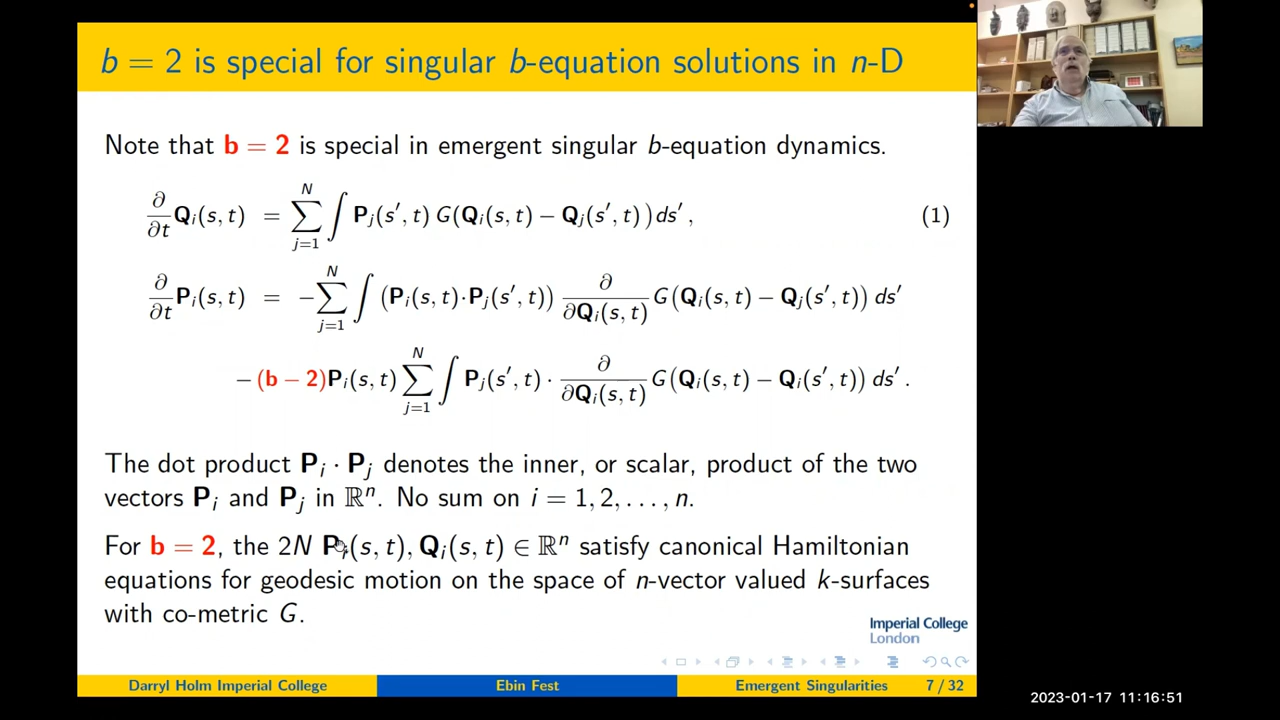 b = 2 is special for singular b-equation solutions in n-D
Note that b = 2 is special in emergent singular b-equation dynamics.
∂/∂t Q_i(s, t) = ∑_{j=1}^{N} ∫ P_j(s′, t) G(Q_i(s, t) − Q_j(s′, t)) ds′ , (1)
∂/∂t P_i(s, t) = −∑_{j=1}^{N} ∫ (P_i(s, t)·P_j(s′, t)) ∂/∂Q_i(s, t) G(Q_i(s, t) − Q_j(s′, t)) ds′
− (b − 2)P_i(s, t) ∑_{j=1}^{N} ∫ P_j(s′, t) · ∂/∂Q_i(s, t) G(Q_i(s, t) − Q_i(s′, t)) ds′ .
The dot product P_i · P_j denotes the inner, or scalar, product of the two
vectors P_i and P_j in ℝⁿ. No sum on i = 1, 2, . . . , n.
For b = 2, the 2N P_i(s, t), Q_i(s, t) ∈ ℝⁿ satisfy canonical Hamiltonian
equations for geodesic motion on the space of n-vector valued k-surfaces
with co-metric G.
Imperial College
London
Darryl Holm Imperial College Ebin Fest Emergent Singularities 7 / 32
2023-01-17 11:16:51